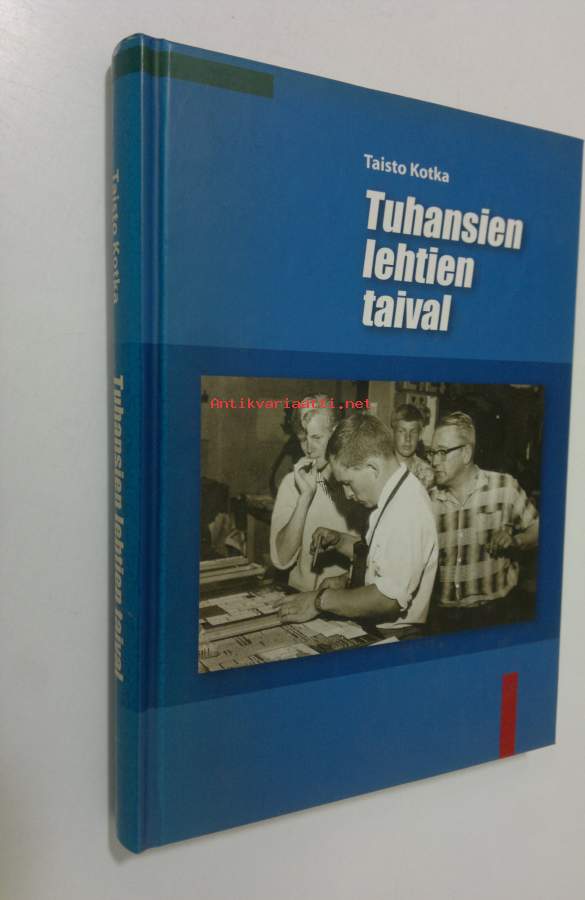 Taisto Kotka
Tuhansien
lehtien
taival
Antikvariaatti.net
Taisto Kotka
Tuhansien lehtien taival